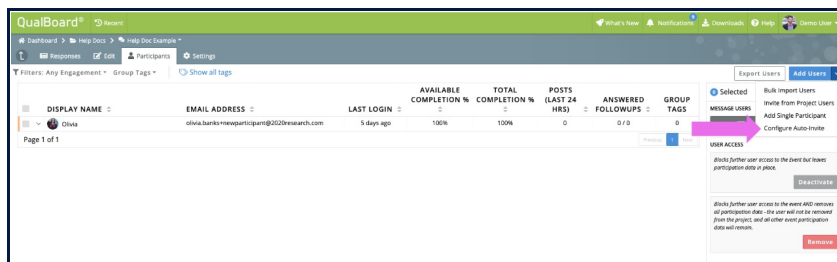 QualBoard® Recent What's New Notifications Downloads Help Demo User
Dashboard > Help Docs > Help Doc Example
Responses Edit Participants Settings
Filters: Any Engagement Group Tags Show all tags
Export Users Add Users
Bulk Import Users
Invite from Project Users
Add Single Participant
Configure Auto-Invite
DISPLAY NAME EMAIL ADDRESS LAST LOGIN AVAILABLE COMPLETION % TOTAL COMPLETION % POSTS (LAST 24 HRS) ANSWERED FOLLOWUPS GROUP TAGS
Olivia olivia.banks+newparticipant@2020research.com 5 days ago 100% 100% 0 0 / 0 0
Page 1 of 1
Previous 1 Next
0 Selected
MESSAGE USERS
USER ACCESS
Blocks further user access to the Event but leaves
participation data in place.
Deactivate
Blocks further user access to the event AND removes
all participation data - the user will not be removed
from the project, and all other event participation
data will remain.
Remove